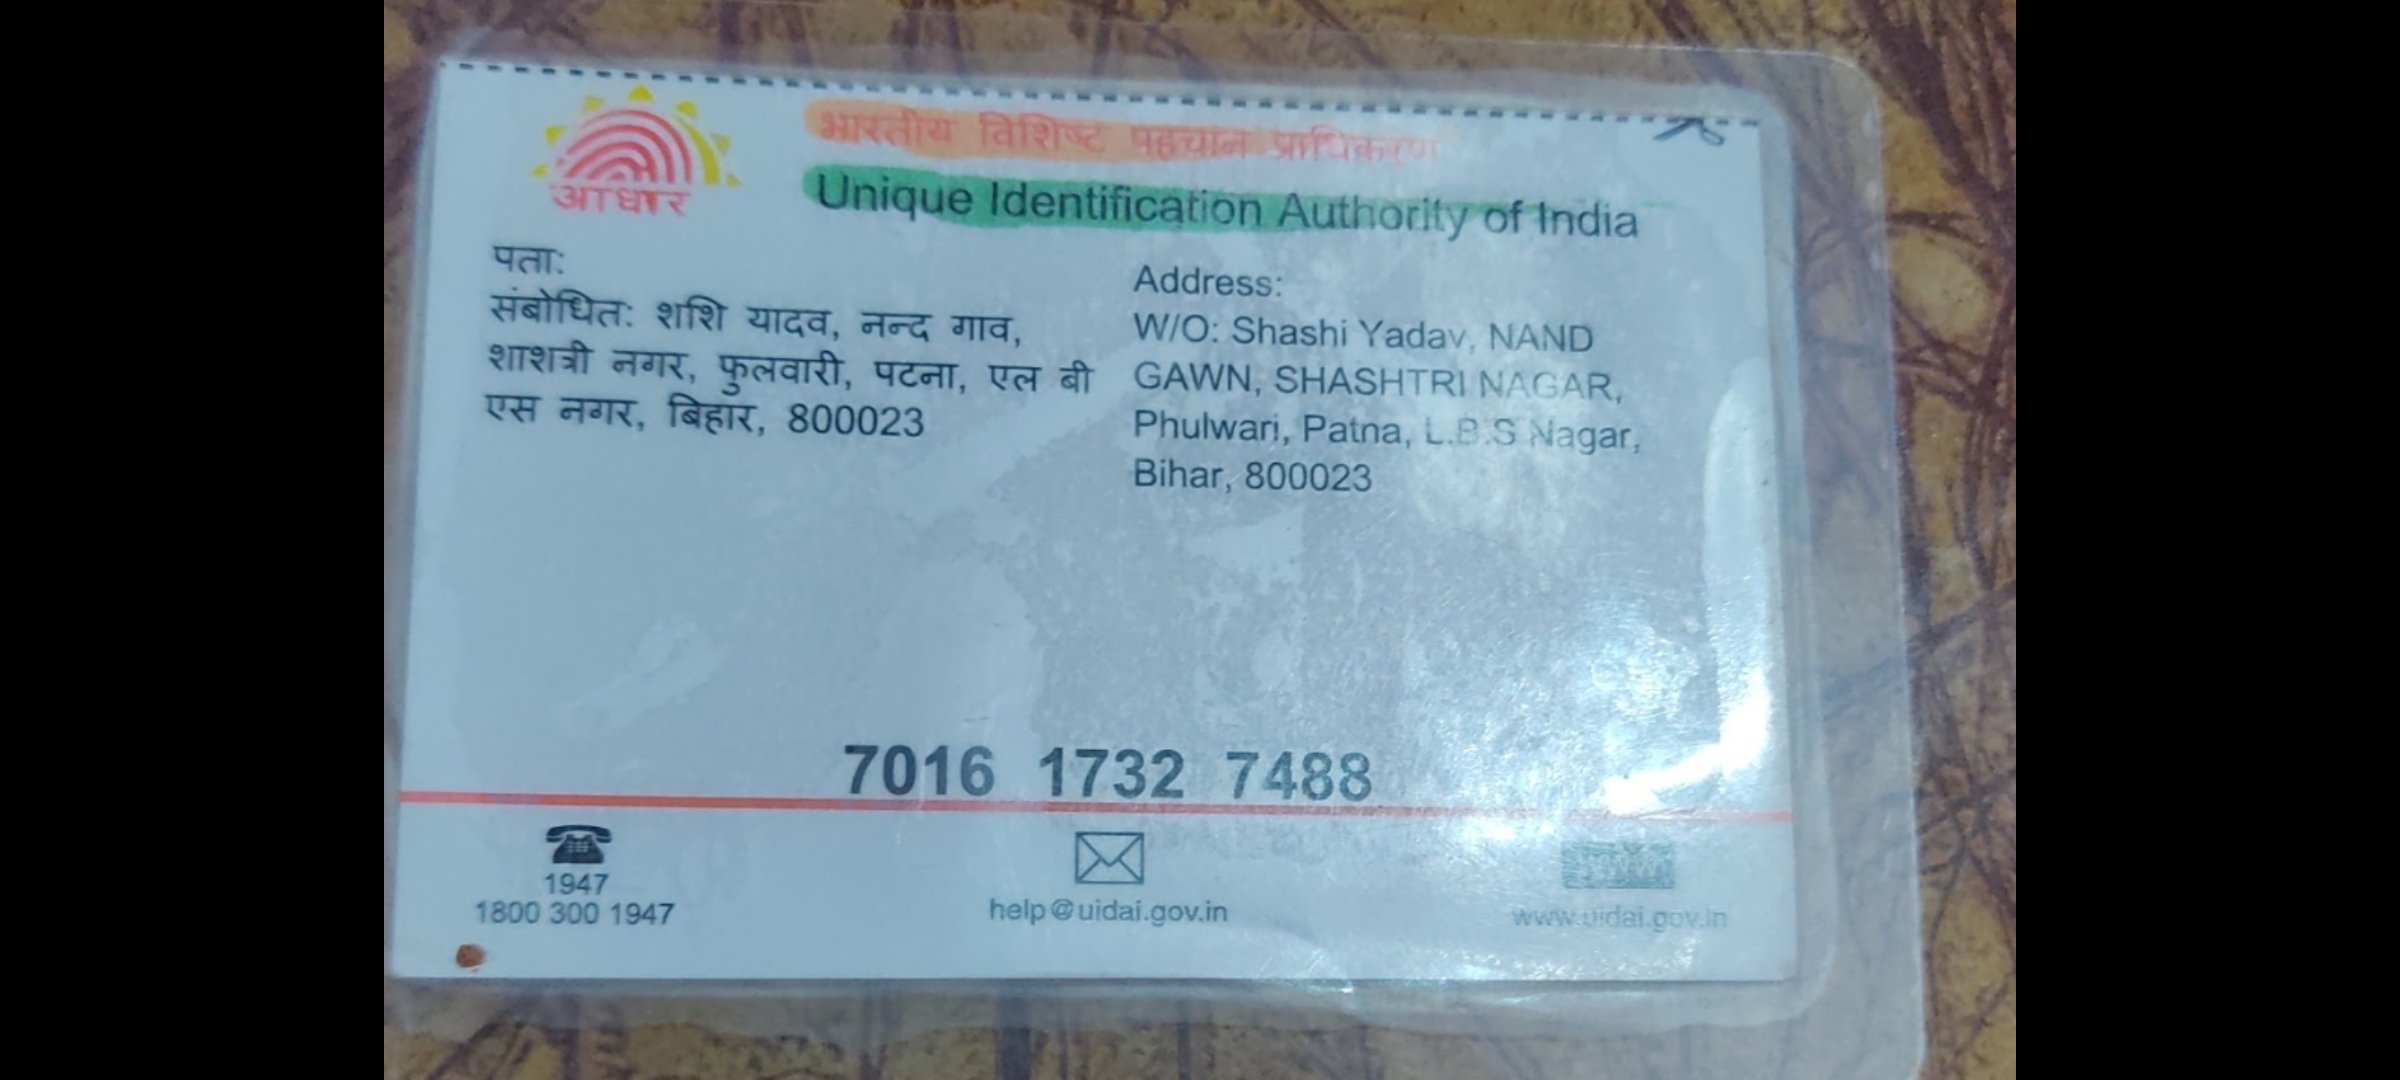 आधार
भारतीय विशिष्ट पहचान प्राधिकरण
Unique Identification Authority of India
पता:
संबोधित: शशि यादव, नन्द गाव,
शाशत्री नगर, फुलवारी, पटना, एल बी
एस नगर, बिहार, 800023
Address:
W/O: Shashi Yadav, NAND
GAWN, SHASHTRI NAGAR,
Phulwari, Patna, L.B.S Nagar,
Bihar, 800023
7016 1732 7488
1947
1800 300 1947
help@uidai.gov.in
www
www.uidai.gov.in